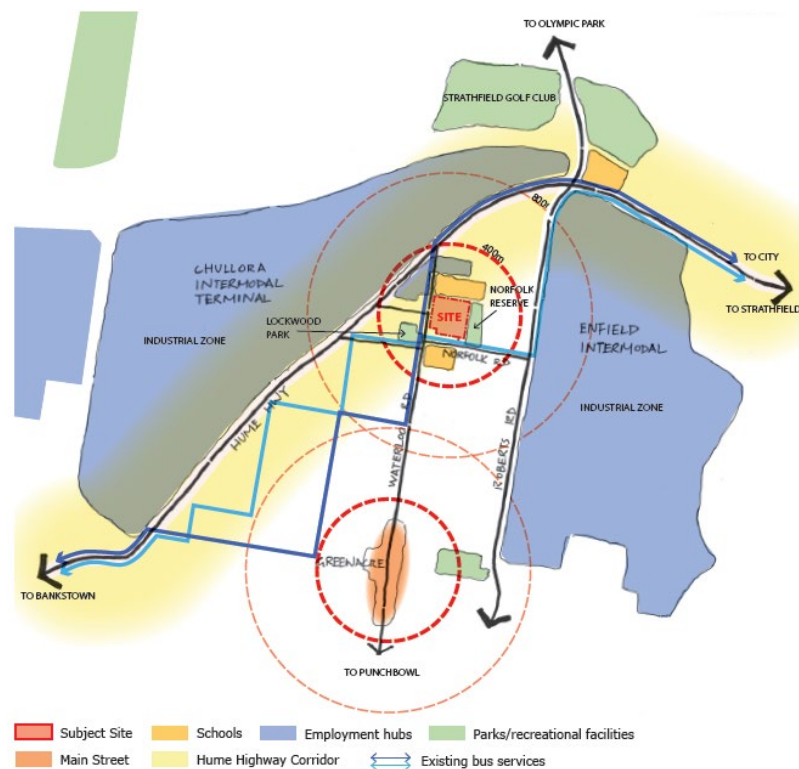 TO OLYMPIC PARK
STRATHFIELD GOLF CLUB
400m
TO CITY
CHULLORA
INTERMODAL
TERMINAL
NORFOLK
RESERVE
TO STRATHFIELD
SITE
LOCKWOOD
PARK
ENFIELD
INTERMODAL
INDUSTRIAL ZONE
NORFOLK RD
HUME HWY
WATERLOO RD
ROBERTS RD
INDUSTRIAL ZONE
GREENACRE
TO BANKSTOWN
TO PUNCHBOWL
Subject Site
Schools
Employment hubs
Parks/recreational facilities
Main Street
Hume Highway Corridor
Existing bus services